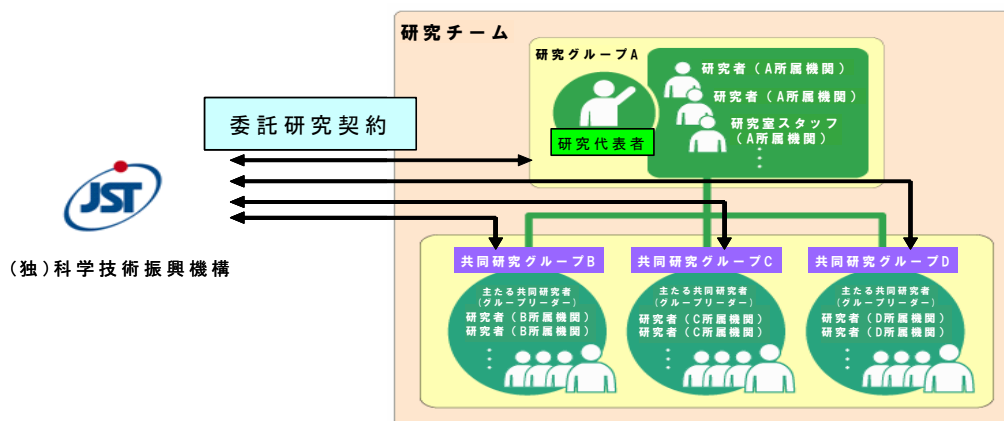 研究チーム
研究グループA
研究者(A所属機関)
研究者(A所属機関)
研究室スタッフ
(A所属機関)
⋮
研究代表者
委託研究契約
JST
(独)科学技術振興機構
共同研究グループB
主たる共同研究者
(グループリーダー)
研究者(B所属機関)
研究者(B所属機関)
⋮
共同研究グループC
主たる共同研究者
(グループリーダー)
研究者(C所属機関)
研究者(C所属機関)
⋮
共同研究グループD
主たる共同研究者
(グループリーダー)
研究者(D所属機関)
研究者(D所属機関)
⋮